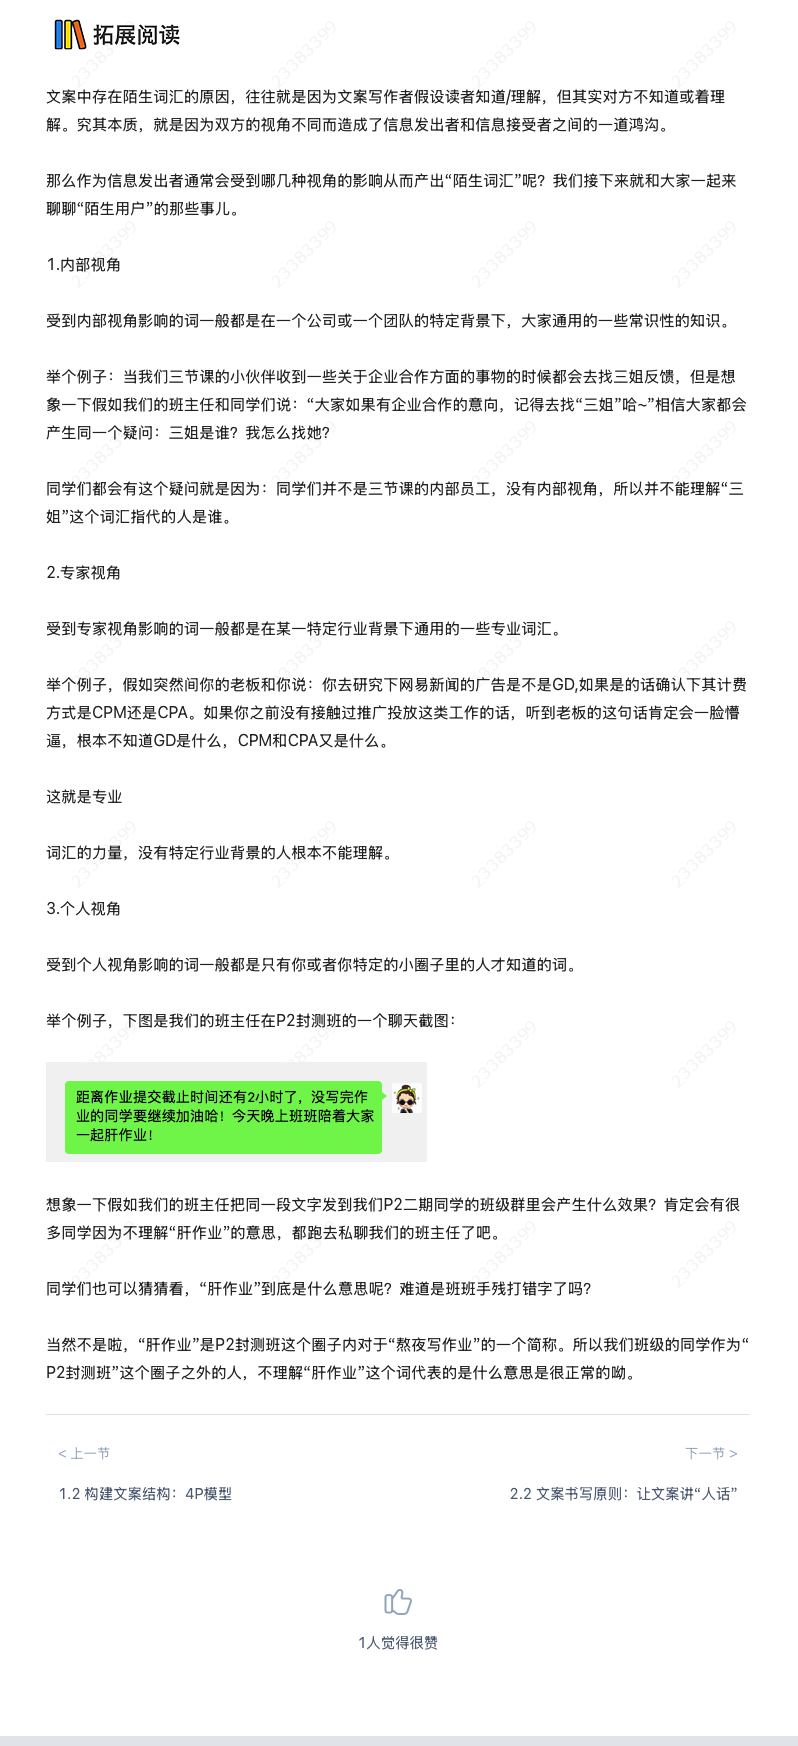 拓展阅读
文案中存在陌生词汇的原因，往往就是因为文案写作者假设读者知道/理解，但其实对方不知道或着理
解。究其本质，就是因为双方的视角不同而造成了信息发出者和信息接受者之间的一道鸿沟。
那么作为信息发出者通常会受到哪几种视角的影响从而产出“陌生词汇”呢？我们接下来就和大家一起来
聊聊“陌生用户”的那些事儿。
1.内部视角
受到内部视角影响的词一般都是在一个公司或一个团队的特定背景下，大家通用的一些常识性的知识。
举个例子：当我们三节课的小伙伴收到一些关于企业合作方面的事物的时候都会去找三姐反馈，但是想
象一下假如我们的班主任和同学们说：“大家如果有企业合作的意向，记得去找“三姐”哈~”相信大家都会
产生同一个疑问：三姐是谁？我怎么找她？
同学们都会有这个疑问就是因为：同学们并不是三节课的内部员工，没有内部视角，所以并不能理解“三
姐”这个词汇指代的人是谁。
2.专家视角
受到专家视角影响的词一般都是在某一特定行业背景下通用的一些专业词汇。
举个例子，假如突然间你的老板和你说：你去研究下网易新闻的广告是不是GD,如果是的话确认下其计费
方式是CPM还是CPA。如果你之前没有接触过推广投放这类工作的话，听到老板的这句话肯定会一脸懵
逼，根本不知道GD是什么，CPM和CPA又是什么。
这就是专业
词汇的力量，没有特定行业背景的人根本不能理解。
3.个人视角
受到个人视角影响的词一般都是只有你或者你特定的小圈子里的人才知道的词。
举个例子，下图是我们的班主任在P2封测班的一个聊天截图：
距离作业提交截止时间还有2小时了，没写完作
业的同学要继续加油哈！今天晚上班班陪着大家
一起肝作业！
想象一下假如我们的班主任把同一段文字发到我们P2二期同学的班级群里会产生什么效果？肯定会有很
多同学因为不理解“肝作业”的意思，都跑去私聊我们的班主任了吧。
同学们也可以猜猜看，“肝作业”到底是什么意思呢？难道是班班手残打错字了吗？
当然不是啦，“肝作业”是P2封测班这个圈子内对于“熬夜写作业”的一个简称。所以我们班级的同学作为“
P2封测班”这个圈子之外的人，不理解“肝作业”这个词代表的是什么意思是很正常的呦。
< 上一节
下一节 >
1.2 构建文案结构：4P模型
2.2 文案书写原则：让文案讲“人话”
1人觉得很赞
23383399